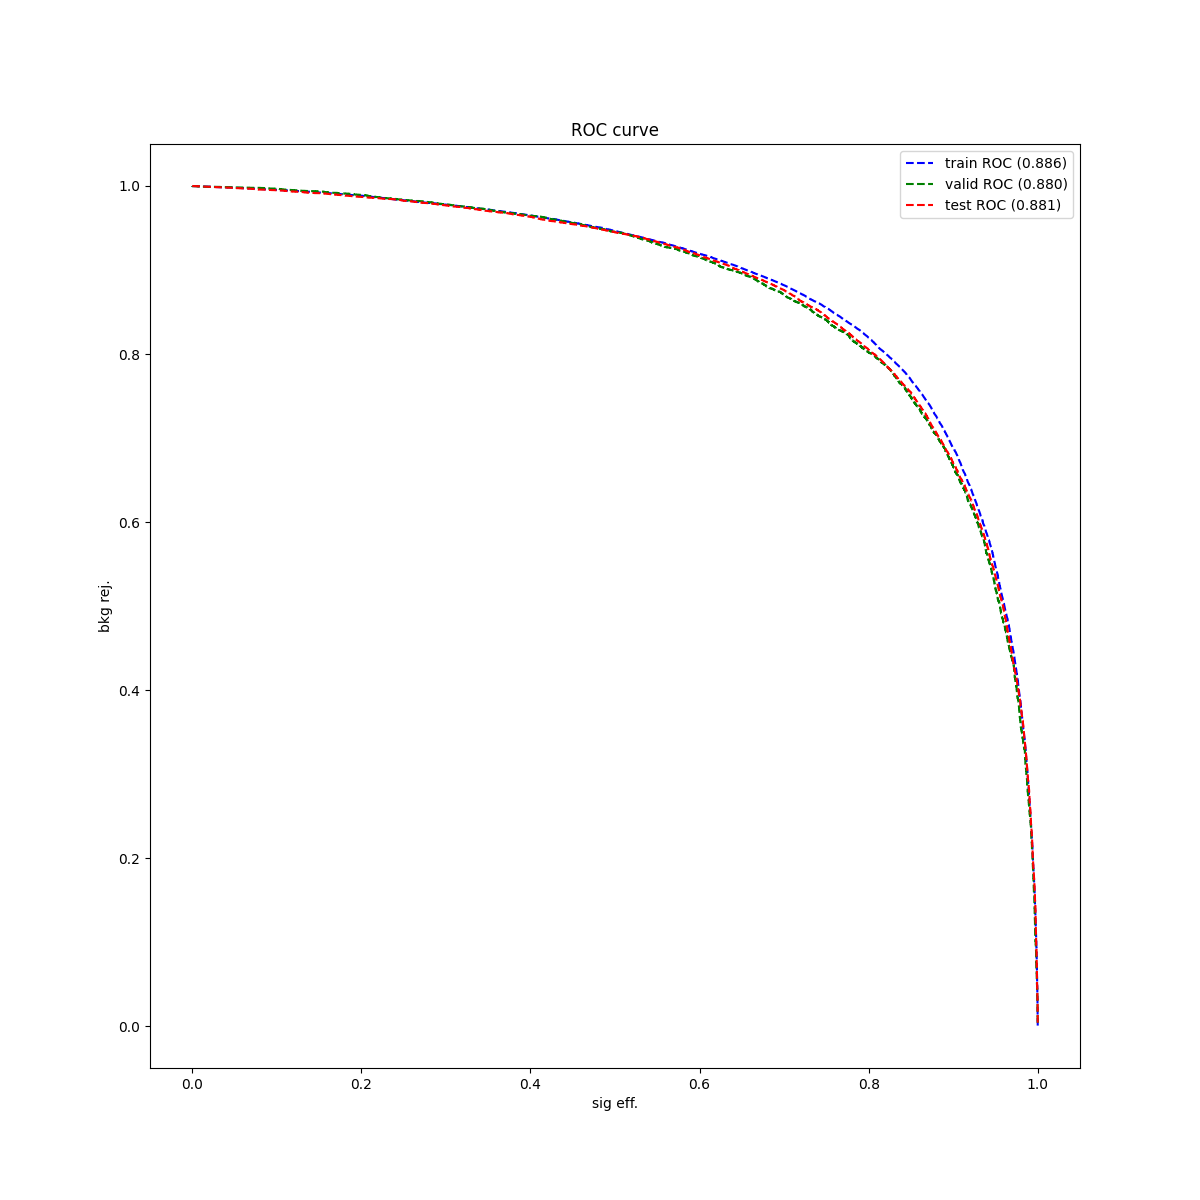 ROC curve
train ROC (0.886)
valid ROC (0.880)
test ROC (0.881)
1.0
0.8
0.6
0.4
0.2
0.0
bkg rej.
0.0 0.2 0.4 0.6 0.8 1.0
sig eff.